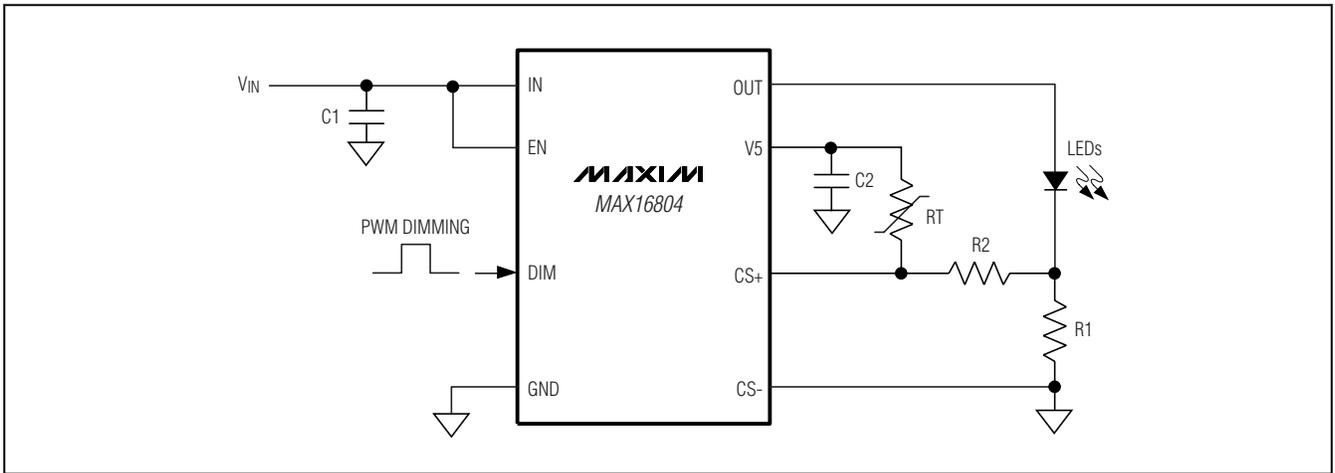 VIN
C1
IN
EN
MAXIM
MAX16804
OUT
V5
C2
RT
LEDs
PWM DIMMING
DIM
CS+
R2
R1
GND
CS-